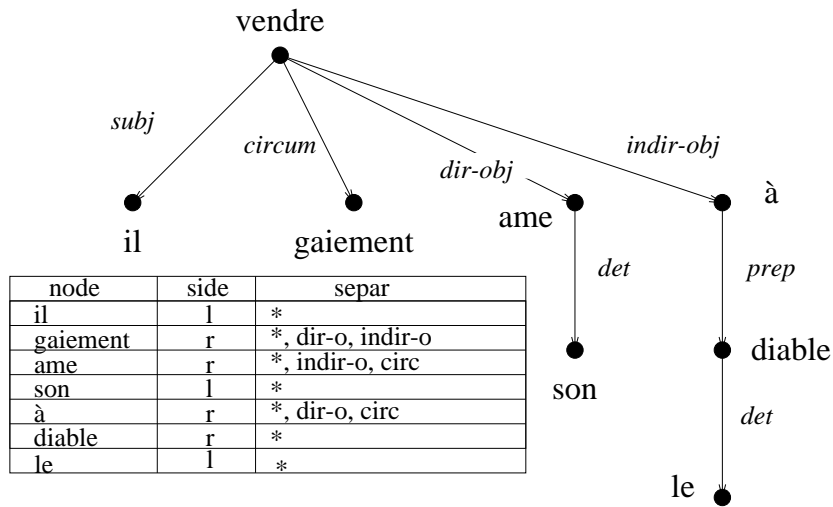 vendre
subj
circum
dir-obj
indir-obj
il
gaiement
ame
à
det
prep
son
diable
det
le
node side separ
il l *
gaiement r *, dir-o, indir-o
ame r *, indir-o, circ
son l *
à r *, dir-o, circ
diable r *
le l *